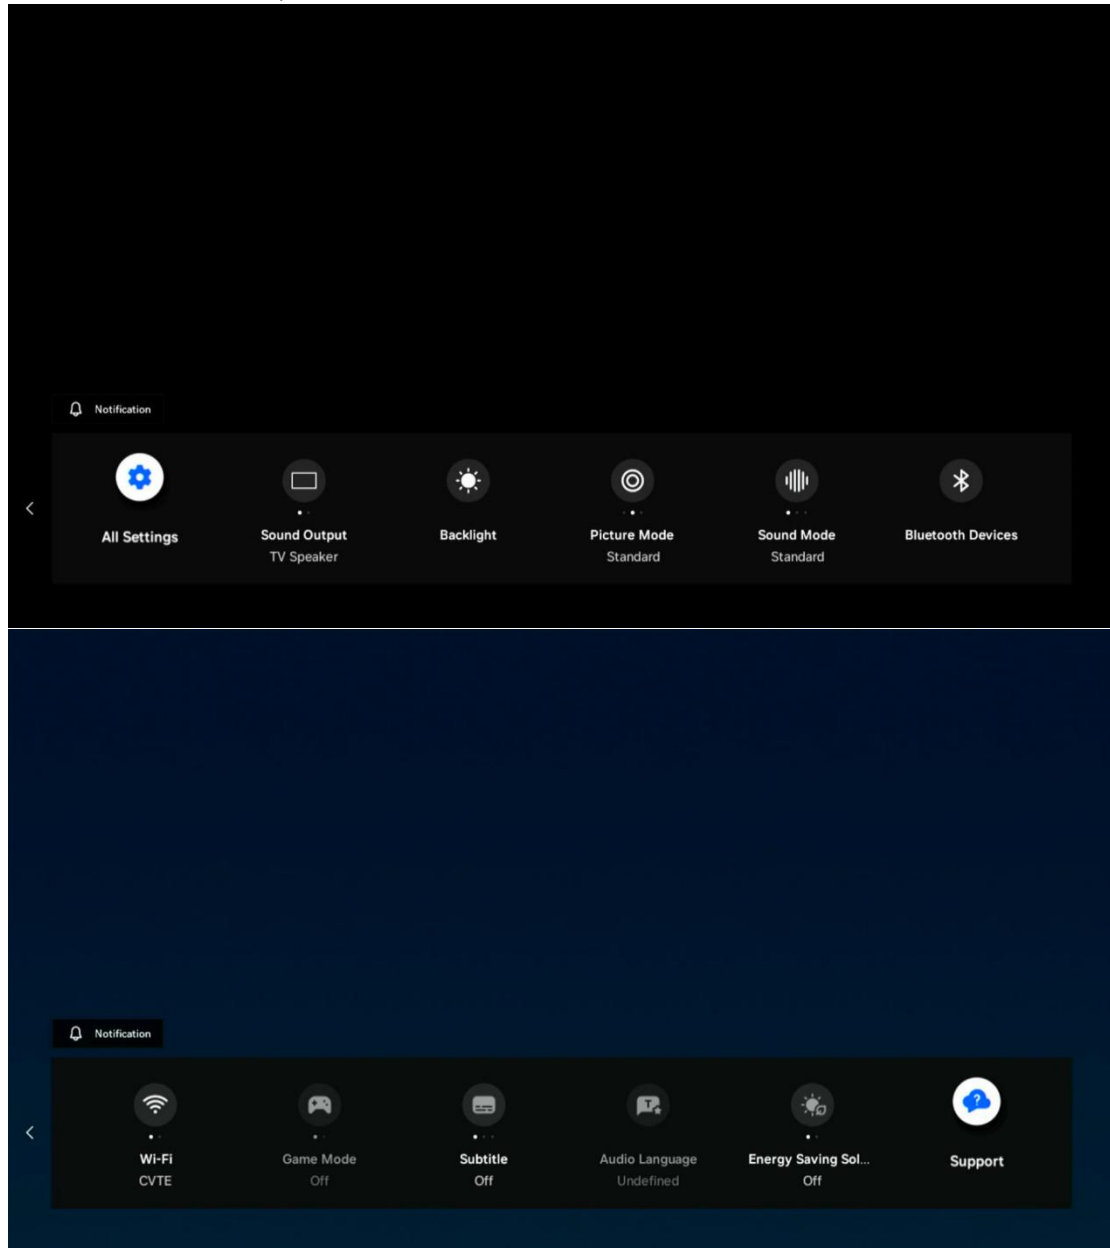 Notification
All Settings
Sound Output
TV Speaker
Backlight
Picture Mode
Standard
Sound Mode
Standard
Bluetooth Devices
Notification
Wi-Fi
CVTE
Game Mode
Off
Subtitle
Off
Audio Language
Undefined
Energy Saving Sol...
Off
Support